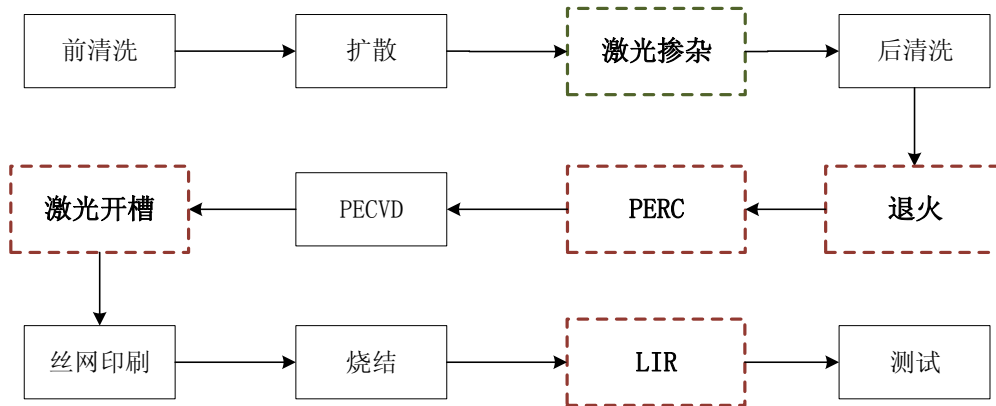 前清洗
扩散
激光掺杂
后清洗
激光开槽
PECVD
PERC
退火
丝网印刷
烧结
LIR
测试